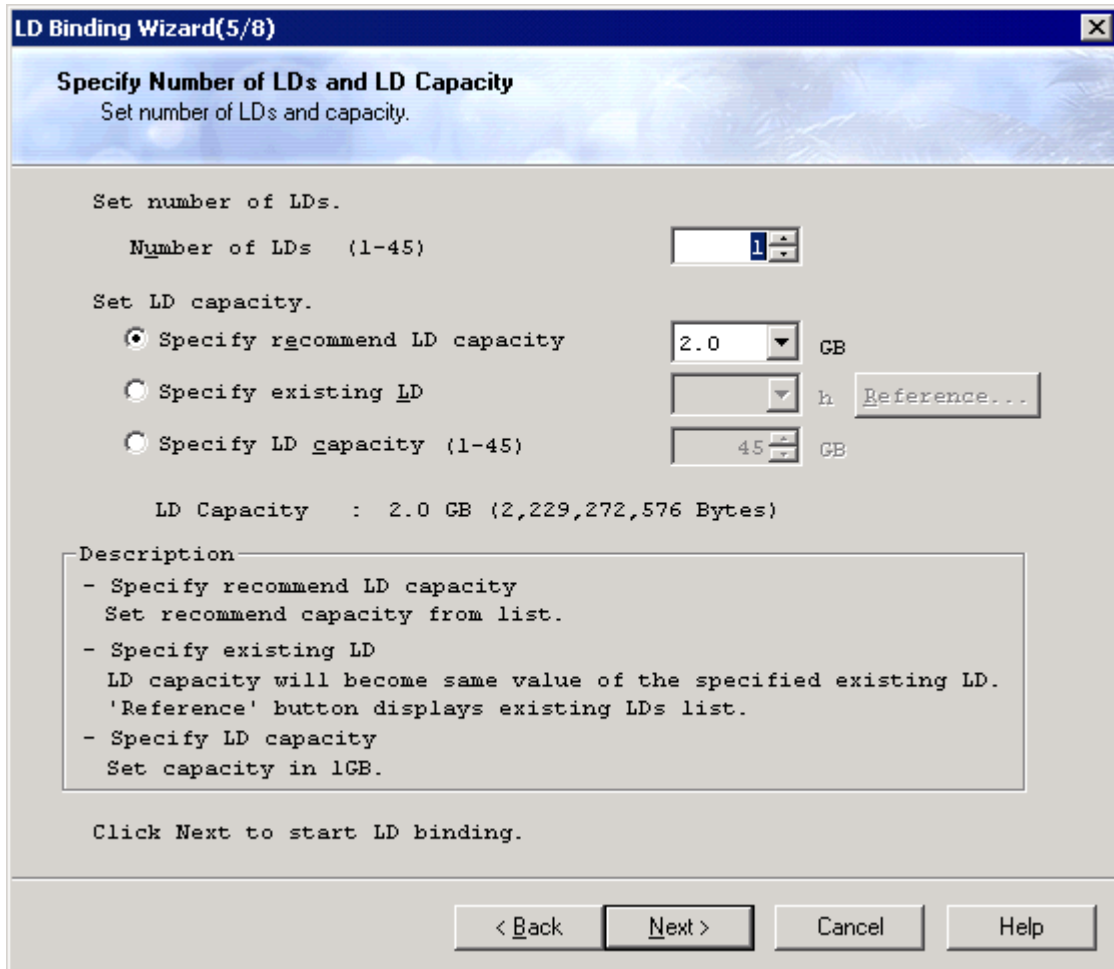 LD Binding Wizard(5/8)
Specify Number of LDs and LD Capacity
Set number of LDs and capacity.
Set number of LDs.
Number of LDs (1-45) 1
Set LD capacity.
Specify recommend LD capacity 2.0 GB
Specify existing LD h Reference...
Specify LD capacity (1-45) 45 GB
LD Capacity : 2.0 GB (2,229,272,576 Bytes)
Description
- Specify recommend LD capacity
Set recommend capacity from list.
- Specify existing LD
LD capacity will become same value of the specified existing LD.
'Reference' button displays existing LDs list.
- Specify LD capacity
Set capacity in 1GB.
Click Next to start LD binding.
< Back Next > Cancel Help